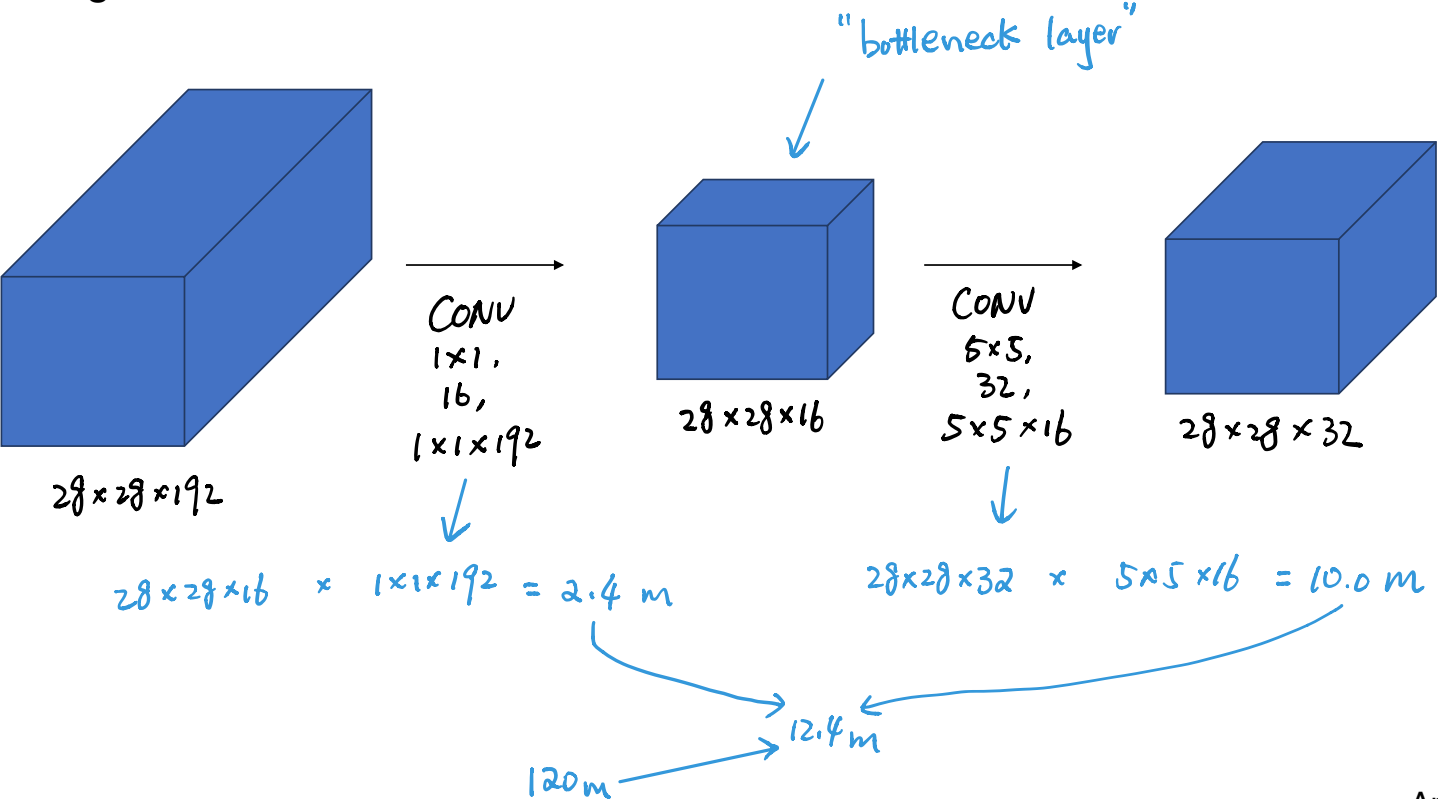 "bottleneck layer"
CONV
1×1,
16,
1×1×192
CONV
5×5,
32,
5×5×16
28×28×192
28×28×16
28×28×32
28×28×16 × 1×1×192 = 2.4 m
28×28×32 × 5×5×16 = 10.0 m
12.4 m
120 m